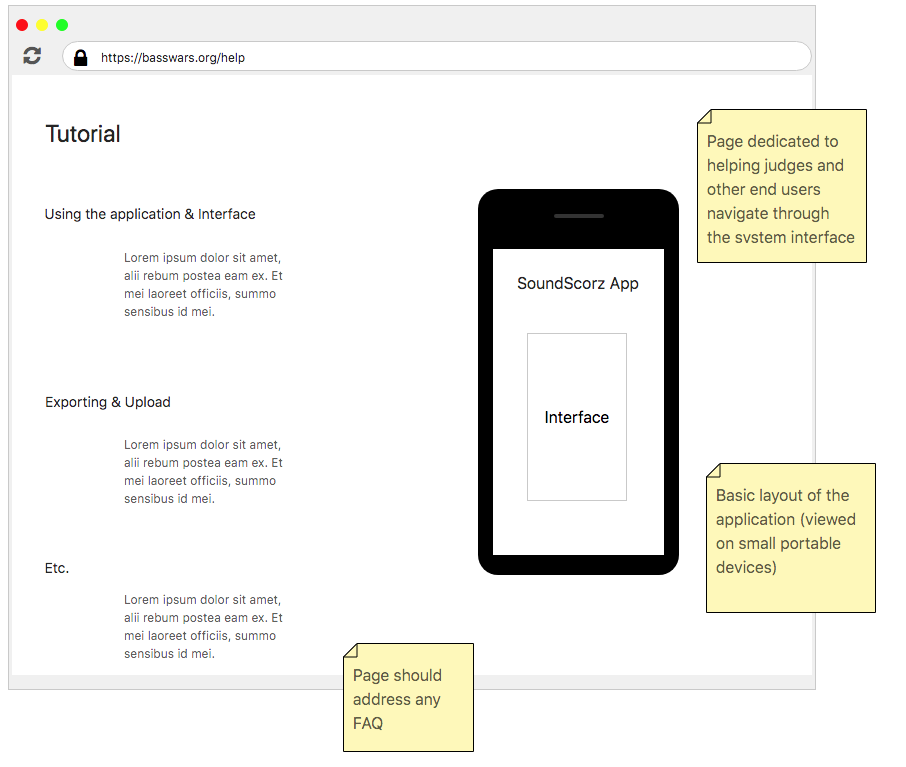 https://basswars.org/help
Tutorial
Using the application & Interface
Lorem ipsum dolor sit amet,
alii rebum postea eam ex. Et
mei laoreet officiis, summo
sensibus id mei.
Exporting & Upload
Lorem ipsum dolor sit amet,
alii rebum postea eam ex. Et
mei laoreet officiis, summo
sensibus id mei.
Etc.
Lorem ipsum dolor sit amet,
alii rebum postea eam ex. Et
mei laoreet officiis, summo
sensibus id mei.
SoundScorz App
Interface
Page dedicated to
helping judges and
other end users
navigate through
the system interface
Basic layout of the
application (viewed
on small portable
devices)
Page should
address any
FAQ